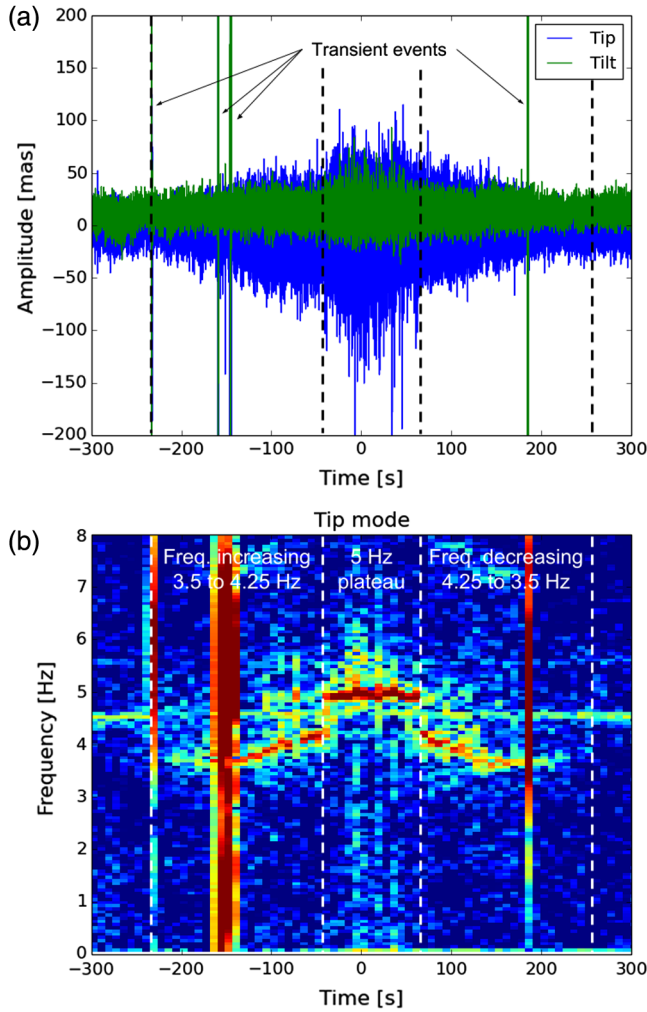 (a)
200
150
100
50
0
−50
−100
−150
−200
Amplitude [mas]
Transient events
Tip
Tilt
−300
−200
−100
0
100
200
300
Time [s]
(b)
Tip mode
8
7
6
5
4
3
2
1
0
Frequency [Hz]
Freq. increasing
3.5 to 4.25 Hz
5 Hz
plateau
Freq. decreasing
4.25 to 3.5 Hz
−300
−200
−100
0
100
200
300
Time [s]